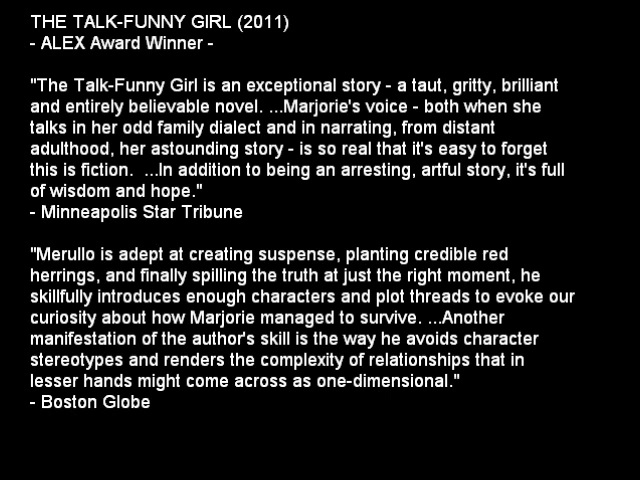 THE TALK-FUNNY GIRL (2011)
- ALEX Award Winner -
"The Talk-Funny Girl is an exceptional story - a taut, gritty, brilliant
and entirely believable novel. ...Marjorie's voice - both when she
talks in her odd family dialect and in narrating, from distant
adulthood, her astounding story - is so real that it's easy to forget
this is fiction.  ...In addition to being an arresting, artful story, it's full
of wisdom and hope."
- Minneapolis Star Tribune
"Merullo is adept at creating suspense, planting credible red
herrings, and finally spilling the truth at just the right moment, he
skillfully introduces enough characters and plot threads to evoke our
curiosity about how Marjorie managed to survive. ...Another
manifestation of the author's skill is the way he avoids character
stereotypes and renders the complexity of relationships that in
lesser hands might come across as one-dimensional."
- Boston Globe